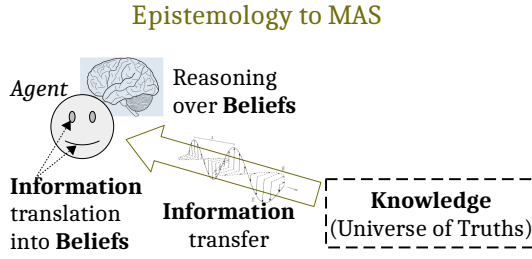 Epistemology to MAS
Agent
Reasoning
over Beliefs
Information
translation
into Beliefs
Information
transfer
Knowledge
(Universe of Truths)